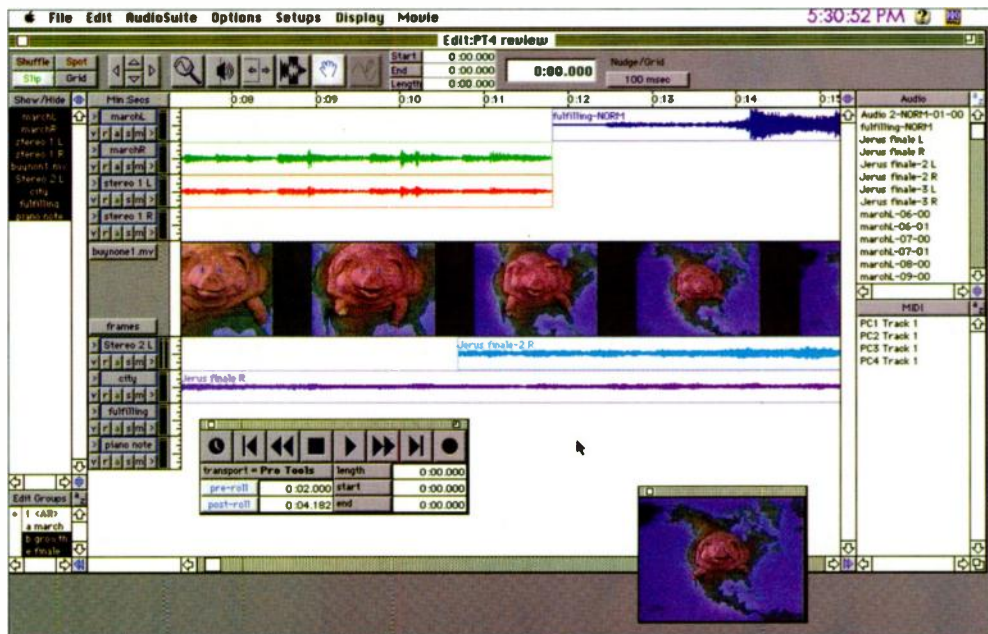 File Edit AudioSuite Options Setups Display Movie 5:30:52 PM
Edit:PT4 review
Shuffle Spot
Slip Grid
Start 0:00.000
End 0:00.000
Length 0:00.000
0:00.000
Nudge/Grid
100 msec
Show/Hide
marchL
marchR
stereo 1 L
stereo 1 R
buynone1.mv
Stereo 2 L
city
fulfilling
piano note
Min:Secs 0:08 0:09 0:10 0:11 0:12 0:13 0:14 0:15
marchL
v r a s m
fulfilling-NORM
marchR
v r a s m
stereo 1 L
v r a s m
stereo 1 R
v r a s m
buynone1.mv
frames
Stereo 2 L
v r a s m
Jerus finale-2 R
city
v r a s m
Jerus finale R
fulfilling
v r a s m
piano note
v r a s m
transport = Pro Tools
length 0:00.000
pre-roll 0:02.000 start 0:00.000
post-roll 0:04.182 end 0:00.000
Edit Groups
1 <All>
a march
b growth
e finale
Audio
Audio 2-NORM-01-00
fulfilling-NORM
Jerus finale L
Jerus finale R
Jerus finale-2 L
Jerus finale-2 R
Jerus finale-3 L
Jerus finale-3 R
marchL-06-00
marchL-06-01
marchL-07-00
marchL-07-01
marchL-08-00
marchL-09-00
MIDI
PC1 Track 1
PC2 Track 1
PC3 Track 1
PC4 Track 1